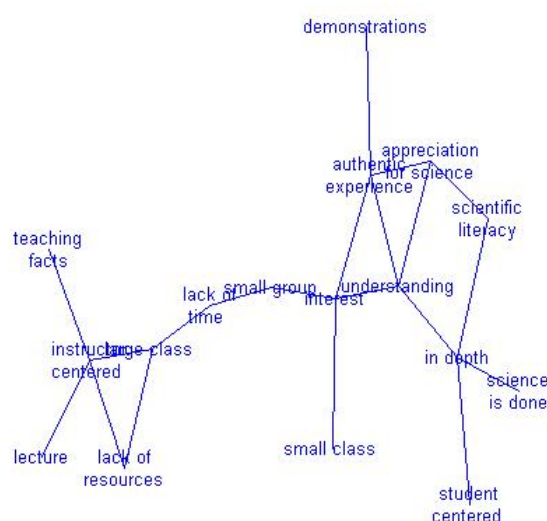 demonstrations
appreciation
for science
authentic
experience
scientific
literacy
teaching
facts
understanding
small group
interest
lack of
time
large class
centered
in depth
science
is done
lecture
lack of
resources
small class
student
centered